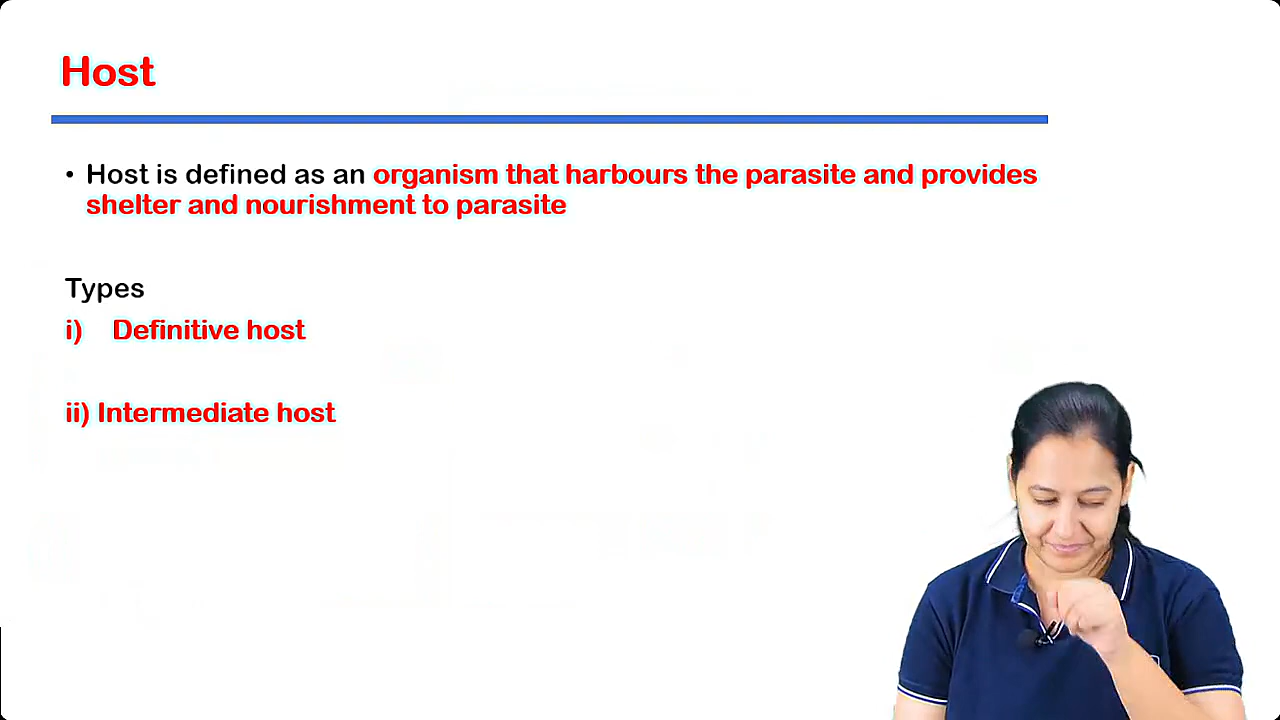 Host
• Host is defined as an organism that harbours the parasite and provides
shelter and nourishment to parasite
Types
i) Definitive host
ii) Intermediate host